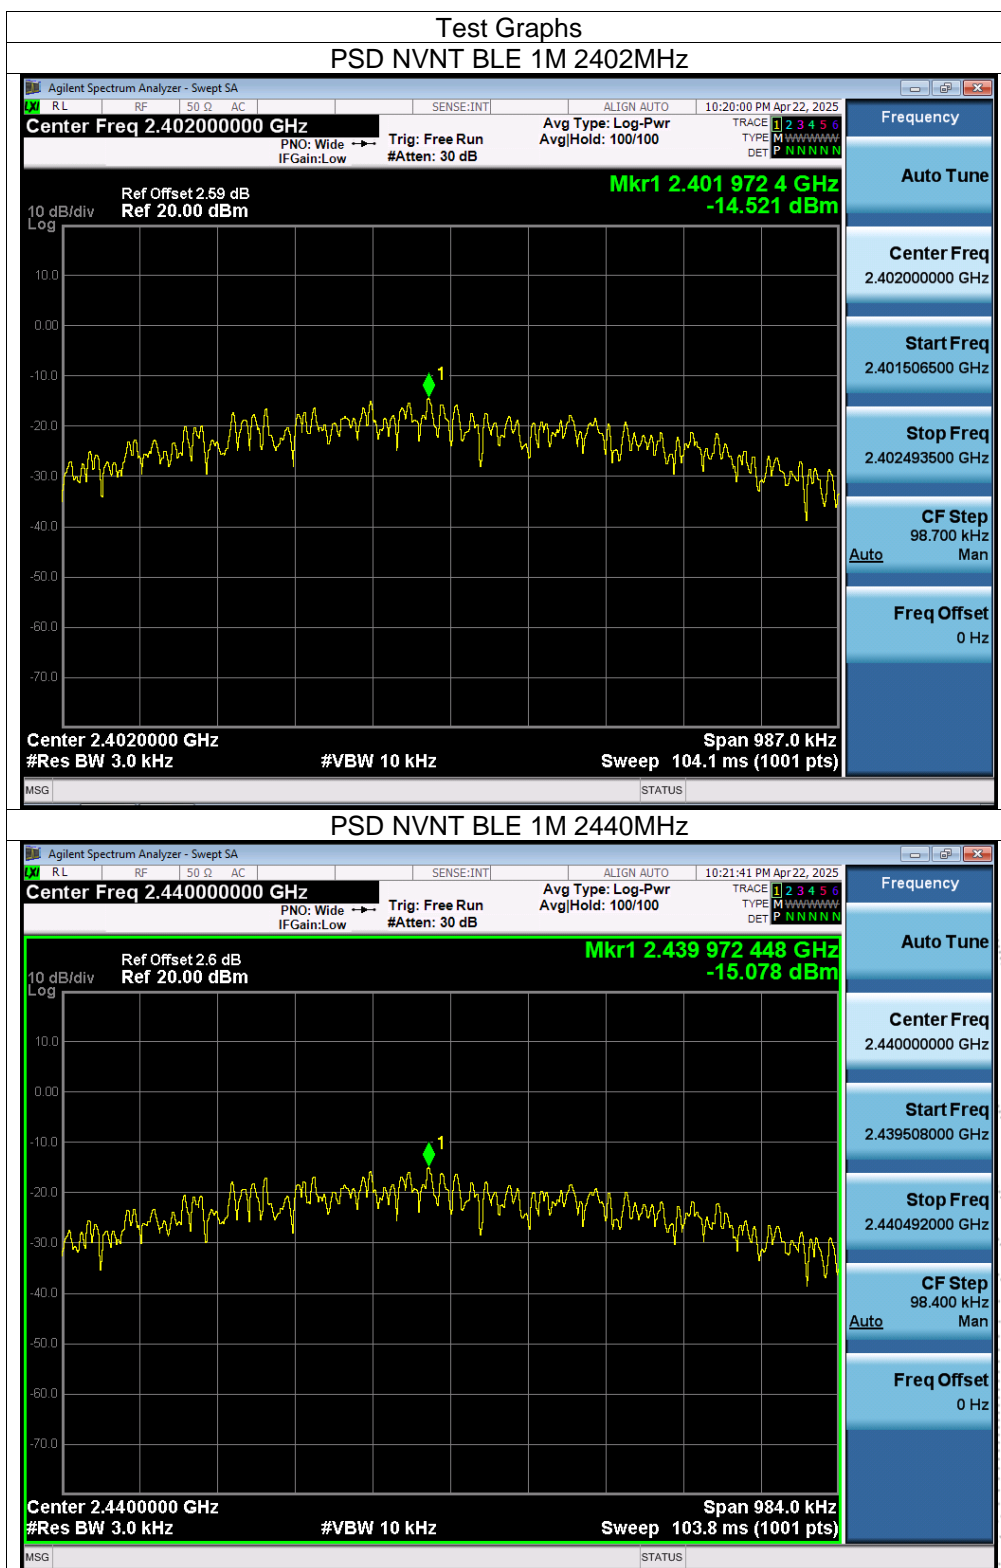 Test Graphs
PSD NVNT BLE 1M 2402MHz
Agilent Spectrum Analyzer - Swept SA
LXI RL RF 50 Ω AC SENSE:INT ALIGN AUTO 10:20:00 PM Apr 22, 2025
Center Freq 2.402000000 GHz
PNO: Wide
IFGain:Low
Trig: Free Run
#Atten: 30 dB
Avg Type: Log-Pwr
Avg|Hold: 100/100
TRACE 1 2 3 4 5 6
TYPE M WWWWW
DET P N N N N N
Frequency
Auto Tune
Center Freq
2.402000000 GHz
Start Freq
2.401506500 GHz
Stop Freq
2.402493500 GHz
CF Step
98.700 kHz
Auto Man
Freq Offset
0 Hz
Mkr1 2.401 972 4 GHz
-14.521 dBm
Ref Offset 2.59 dB
10 dB/div Ref 20.00 dBm
Log
10.0
0.00
-10.0
-20.0
-30.0
-40.0
-50.0
-60.0
-70.0
1
Center 2.4020000 GHz Span 987.0 kHz
#Res BW 3.0 kHz #VBW 10 kHz Sweep 104.1 ms (1001 pts)
MSG STATUS
PSD NVNT BLE 1M 2440MHz
Agilent Spectrum Analyzer - Swept SA
LXI RL RF 50 Ω AC SENSE:INT ALIGN AUTO 10:21:41 PM Apr 22, 2025
Center Freq 2.440000000 GHz
PNO: Wide
IFGain:Low
Trig: Free Run
#Atten: 30 dB
Avg Type: Log-Pwr
Avg|Hold: 100/100
TRACE 1 2 3 4 5 6
TYPE M WWWWW
DET P N N N N N
Frequency
Auto Tune
Center Freq
2.440000000 GHz
Start Freq
2.439508000 GHz
Stop Freq
2.440492000 GHz
CF Step
98.400 kHz
Auto Man
Freq Offset
0 Hz
Mkr1 2.439 972 448 GHz
-15.078 dBm
Ref Offset 2.6 dB
10 dB/div Ref 20.00 dBm
Log
10.0
0.00
-10.0
-20.0
-30.0
-40.0
-50.0
-60.0
-70.0
1
Center 2.4400000 GHz Span 984.0 kHz
#Res BW 3.0 kHz #VBW 10 kHz Sweep 103.8 ms (1001 pts)
MSG STATUS